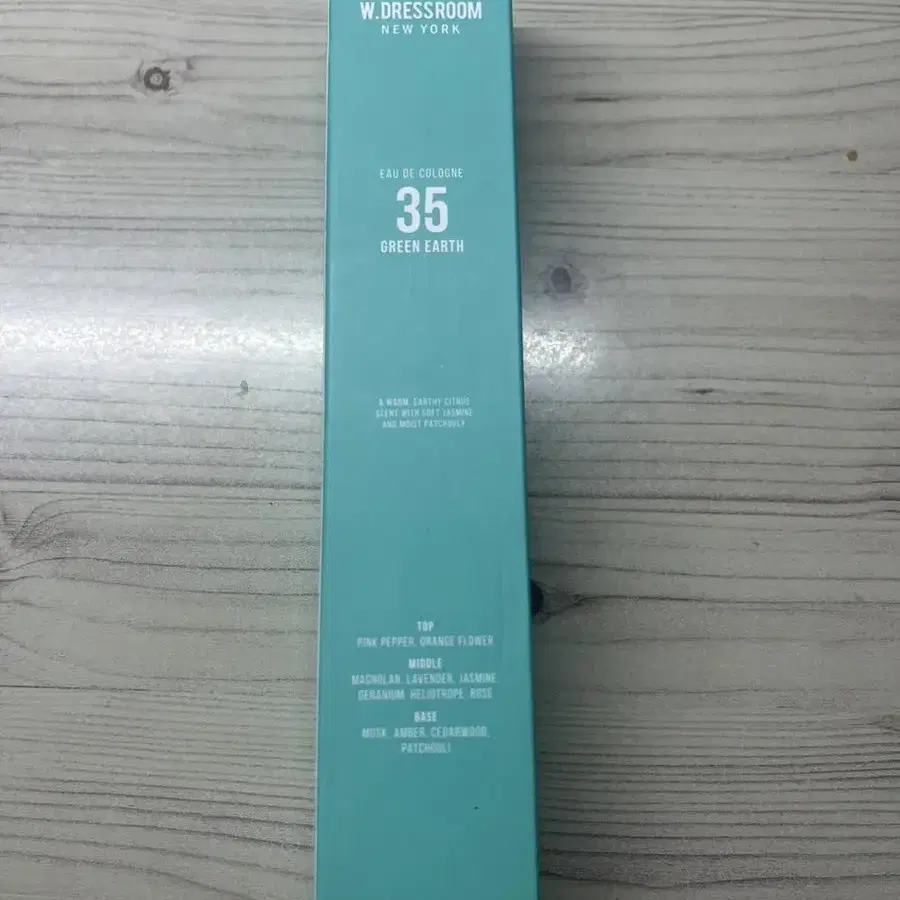 W.DRESSROOM
NEW YORK
EAU DE COLOGNE
35
GREEN EARTH
A WARM, EARTHY CITRUS
SCENT WITH SOFT JASMINE
AND MOIST PATCHOULY
TOP
PINK PEPPER, ORANGE FLOWER
MIDDLE
MAGNOLAN, LAVENDER, JASMINE,
GERANIUM, HELIOTROPE, ROSE
BASE
MUSK, AMBER, CEDARWOOD,
PATCHOULI